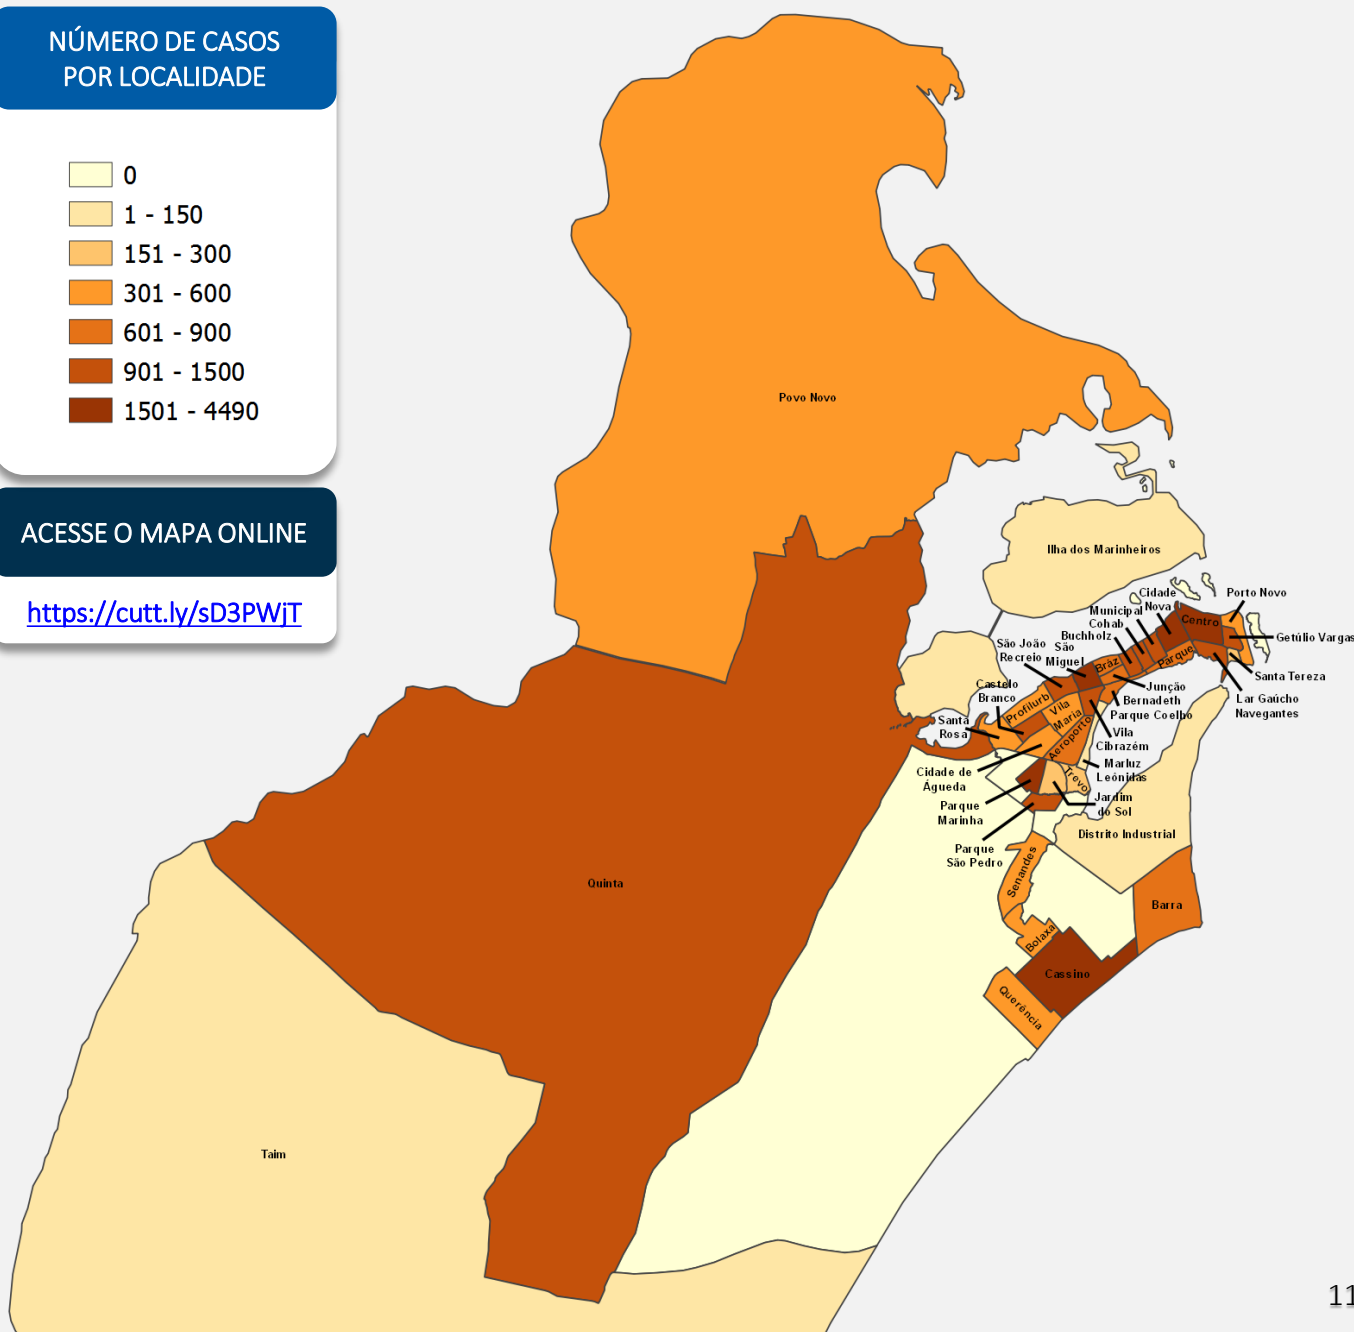 NÚMERO DE CASOS
POR LOCALIDADE
0
1 - 150
151 - 300
301 - 600
601 - 900
901 - 1500
1501 - 4490
ACESSE O MAPA ONLINE
https://cutt.ly/sD3PWjT
Povo Novo
Ilha dos Marinheiros
Cidade
Nova
Porto Novo
Municipal
Cohab
Centro
Buchholz
Getúlio Vargas
São João
Recreio
São
Miguel
Bráz
Parque
Santa Tereza
Castelo
Branco
Junção
Bernadeth
Lar Gaúcho
Navegantes
Profilurb
Vila
Maria
Parque Coelho
Santa
Rosa
Aeroporto
Vila
Cibrazém
Cidade de
Águeda
Marluz
Leónidas
Trevo
Parque
Marinha
Jardim
do Sol
Distrito Industrial
Parque
São Pedro
Senandes
Quinta
Barra
Bolaxa
Cassino
Querência
Taim
11